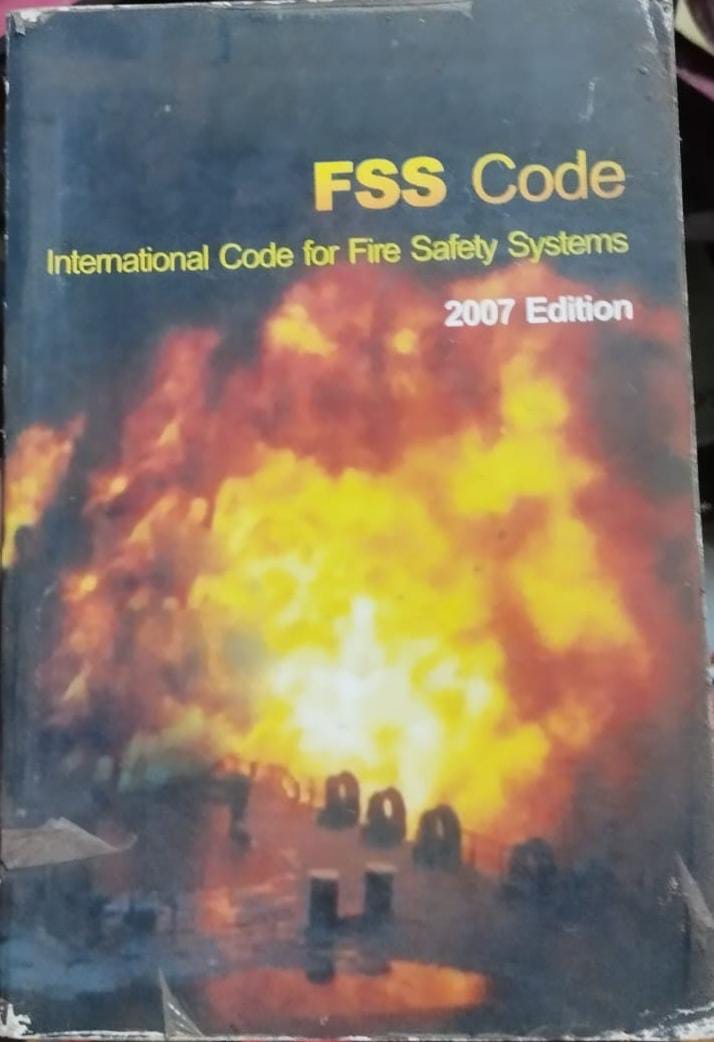 FSS Code
International Code for Fire Safety Systems
2007 Edition